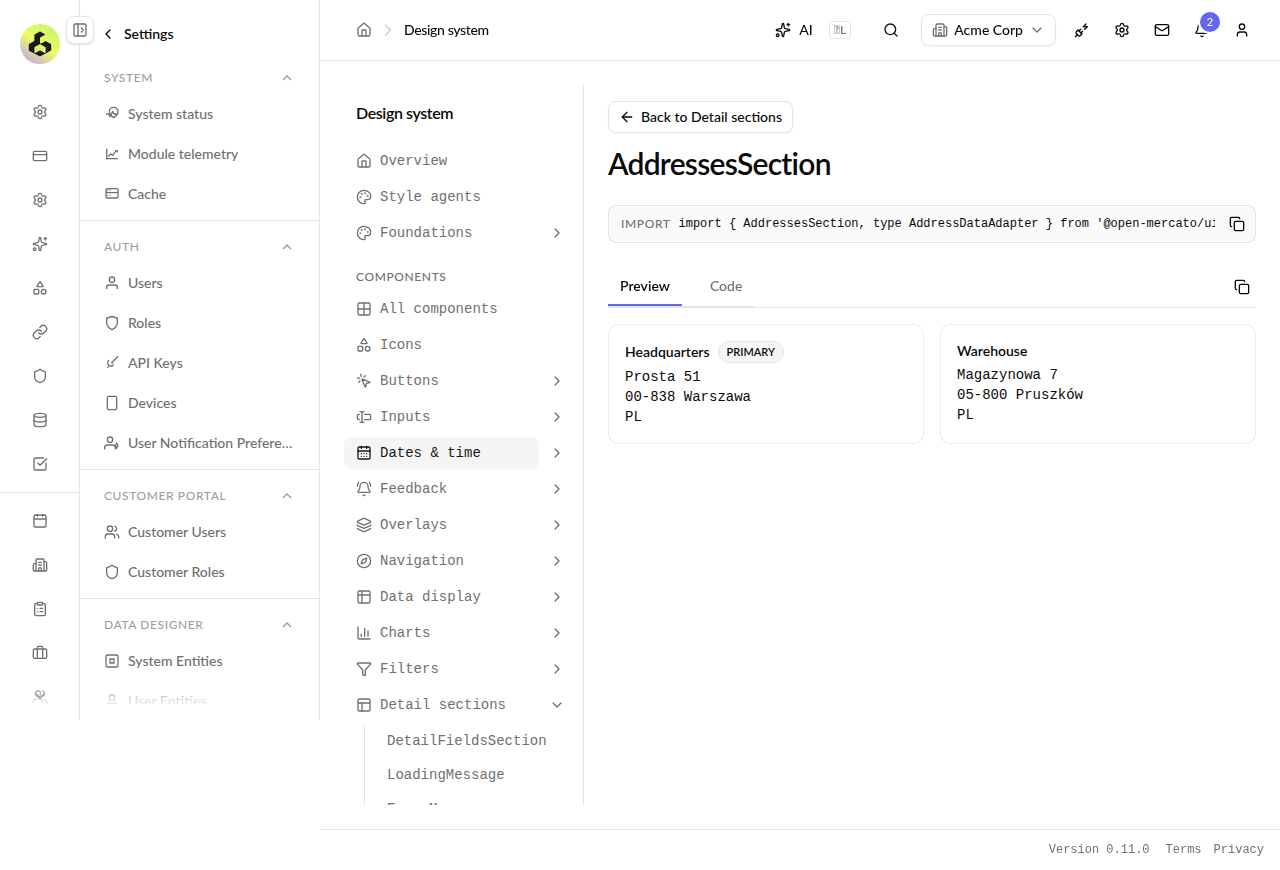 Settings
SYSTEM
System status
Module telemetry
Cache
AUTH
Users
Roles
API Keys
Devices
User Notification Prefere...
CUSTOMER PORTAL
Customer Users
Customer Roles
DATA DESIGNER
System Entities
User Entities
Design system
AI
L
Acme Corp
2
Design system
Overview
Style agents
Foundations
COMPONENTS
All components
Icons
Buttons
Inputs
Dates & time
Feedback
Overlays
Navigation
Data display
Charts
Filters
Detail sections
DetailFieldsSection
LoadingMessage
Back to Detail sections
AddressesSection
IMPORT import { AddressesSection, type AddressDataAdapter } from '@open-mercato/ui
Preview Code
Headquarters PRIMARY
Prosta 51
00-838 Warszawa
PL
Warehouse
Magazynowa 7
05-800 Pruszków
PL
Version 0.11.0 Terms Privacy